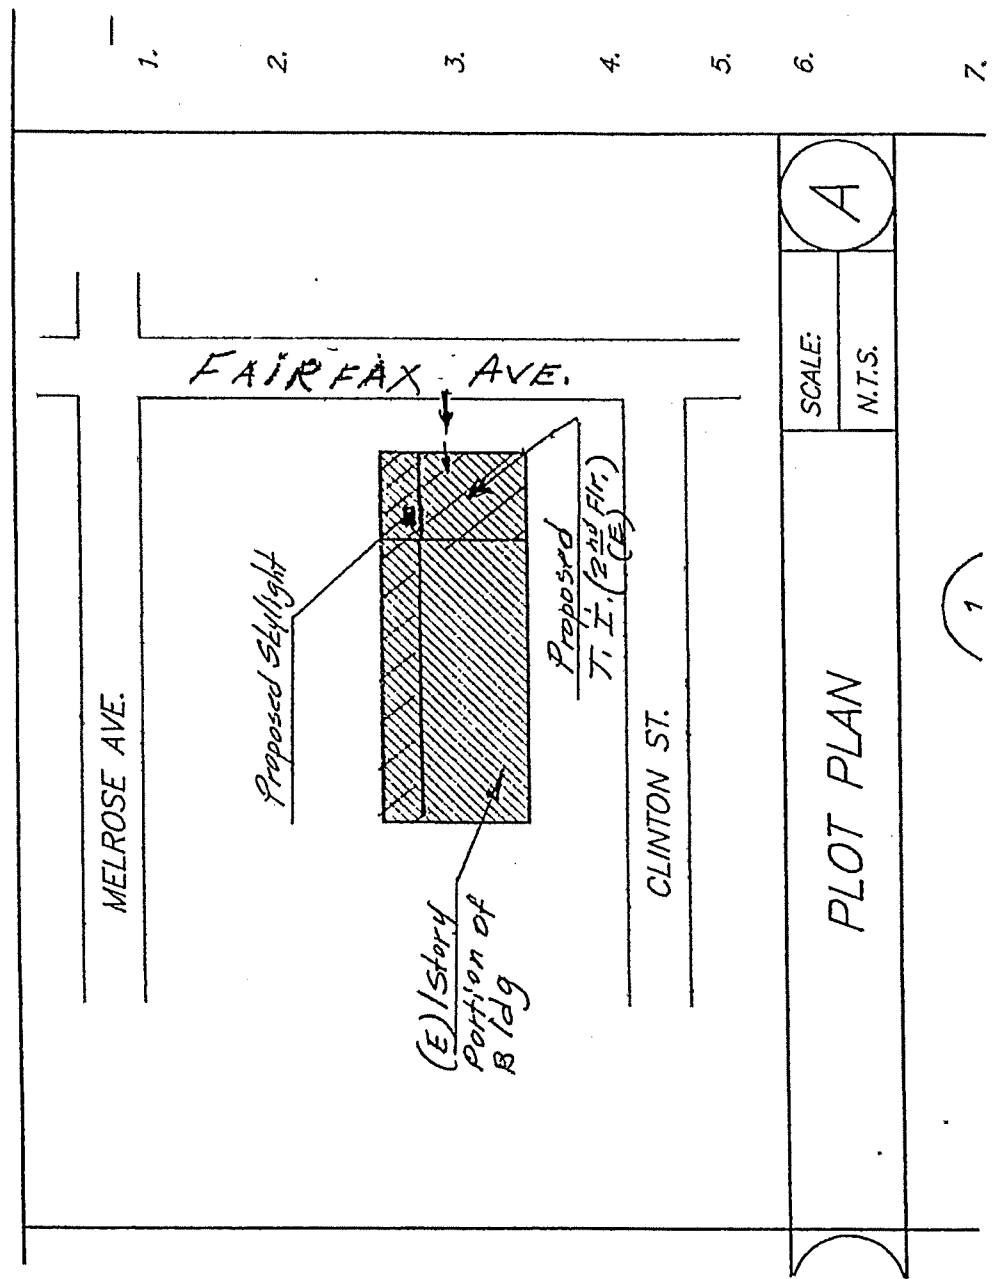 MELROSE AVE.
FAIRFAX AVE.
Proposed Skylight
(E) 1 Story
Portion of
Bldg
Proposed
T. I. (2nd Flr.)
(E)
CLINTON ST.
PLOT PLAN
SCALE:
N.T.S.
A
1
1.
2.
3.
4.
5.
6.
7.